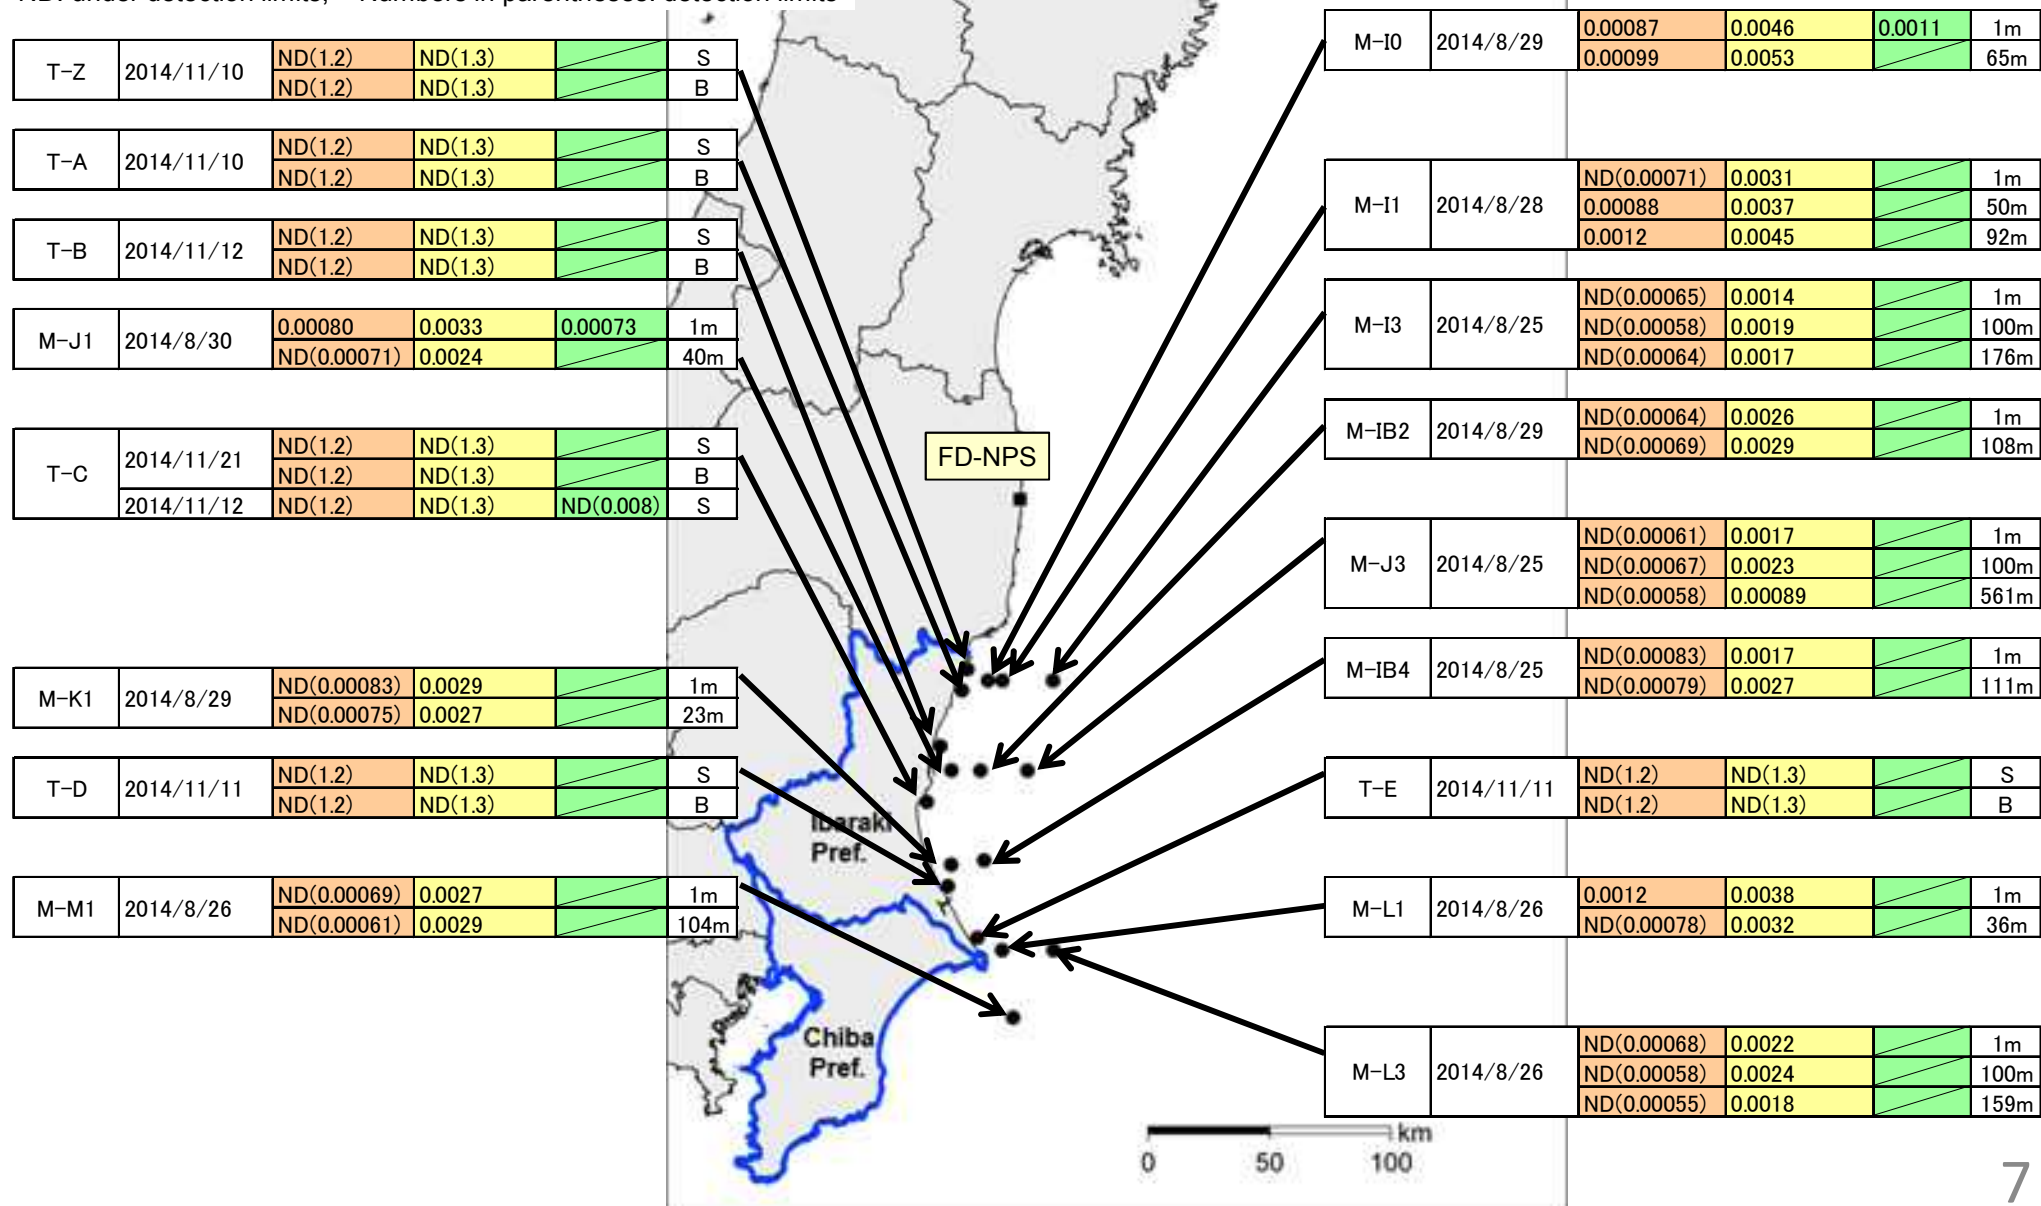 ND: under detection limits, Numbers in parentheses: detection limits
T-Z 2014/11/10 ND(1.2) ND(1.3) S
ND(1.2) ND(1.3) B
T-A 2014/11/10 ND(1.2) ND(1.3) S
ND(1.2) ND(1.3) B
T-B 2014/11/12 ND(1.2) ND(1.3) S
ND(1.2) ND(1.3) B
M-J1 2014/8/30 0.00080 0.0033 0.00073 1m
ND(0.00071) 0.0024 40m
T-C 2014/11/21 ND(1.2) ND(1.3) S
ND(1.2) ND(1.3) B
2014/11/12 ND(1.2) ND(1.3) ND(0.008) S
M-K1 2014/8/29 ND(0.00083) 0.0029 1m
ND(0.00075) 0.0027 23m
T-D 2014/11/11 ND(1.2) ND(1.3) S
ND(1.2) ND(1.3) B
M-M1 2014/8/26 ND(0.00069) 0.0027 1m
ND(0.00061) 0.0029 104m
FD-NPS
Ibaraki
Pref.
Chiba
Pref.
km
0 50 100
M-I0 2014/8/29 0.00087 0.0046 0.0011 1m
0.00099 0.0053 65m
M-I1 2014/8/28 ND(0.00071) 0.0031 1m
0.00088 0.0037 50m
0.0012 0.0045 92m
M-I3 2014/8/25 ND(0.00065) 0.0014 1m
ND(0.00058) 0.0019 100m
ND(0.00064) 0.0017 176m
M-IB2 2014/8/29 ND(0.00064) 0.0026 1m
ND(0.00069) 0.0029 108m
M-J3 2014/8/25 ND(0.00061) 0.0017 1m
ND(0.00067) 0.0023 100m
ND(0.00058) 0.00089 561m
M-IB4 2014/8/25 ND(0.00083) 0.0017 1m
ND(0.00079) 0.0027 111m
T-E 2014/11/11 ND(1.2) ND(1.3) S
ND(1.2) ND(1.3) B
M-L1 2014/8/26 0.0012 0.0038 1m
ND(0.00078) 0.0032 36m
M-L3 2014/8/26 ND(0.00068) 0.0022 1m
ND(0.00058) 0.0024 100m
ND(0.00055) 0.0018 159m
7